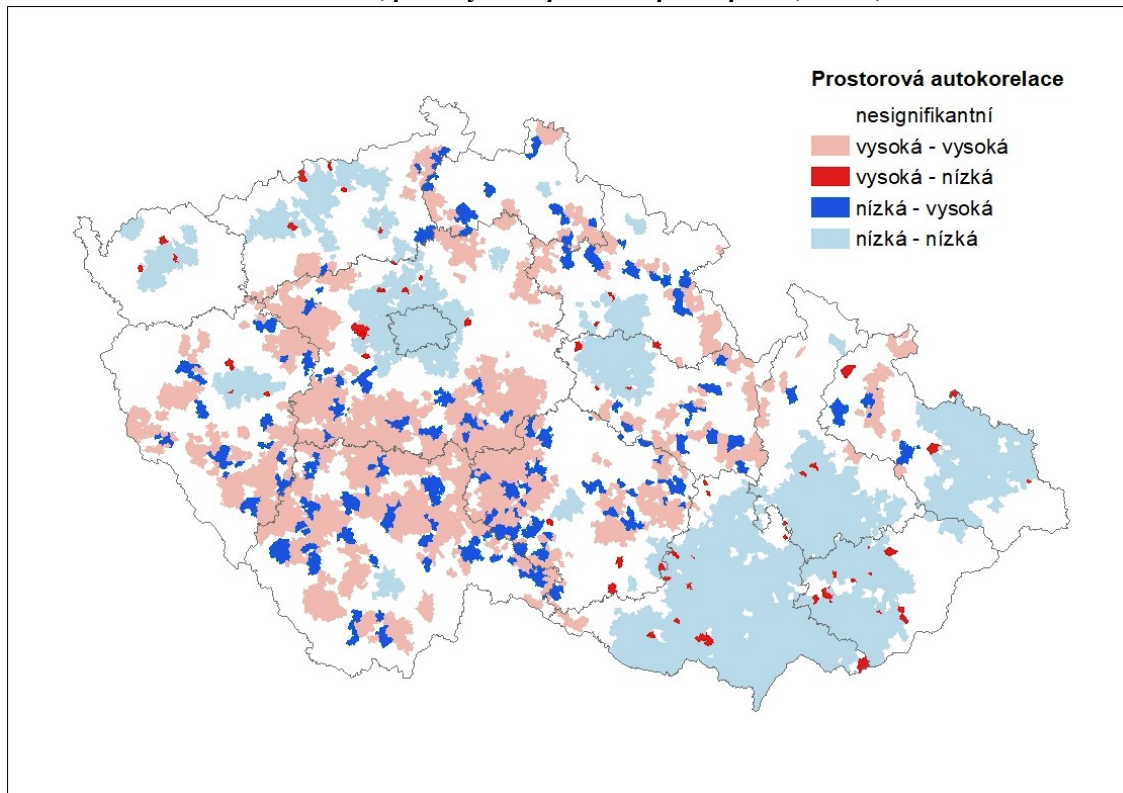 Prostorová autokorelace
nesignifikantní
vysoká - vysoká
vysoká - nízká
nízká - vysoká
nízká - nízká